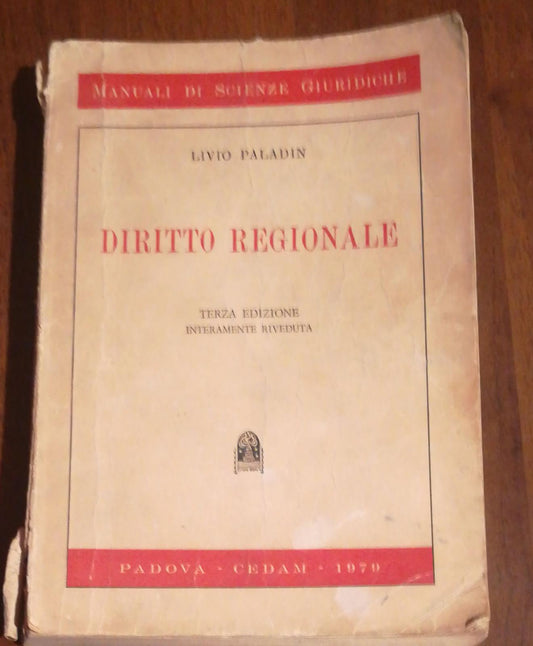 MANUALI DI SCIENZE GIURIDICHE
LIVIO PALADIN
DIRITTO REGIONALE
TERZA EDIZIONE
INTERAMENTE RIVEDUTA
PADOVA - CEDAM - 1979